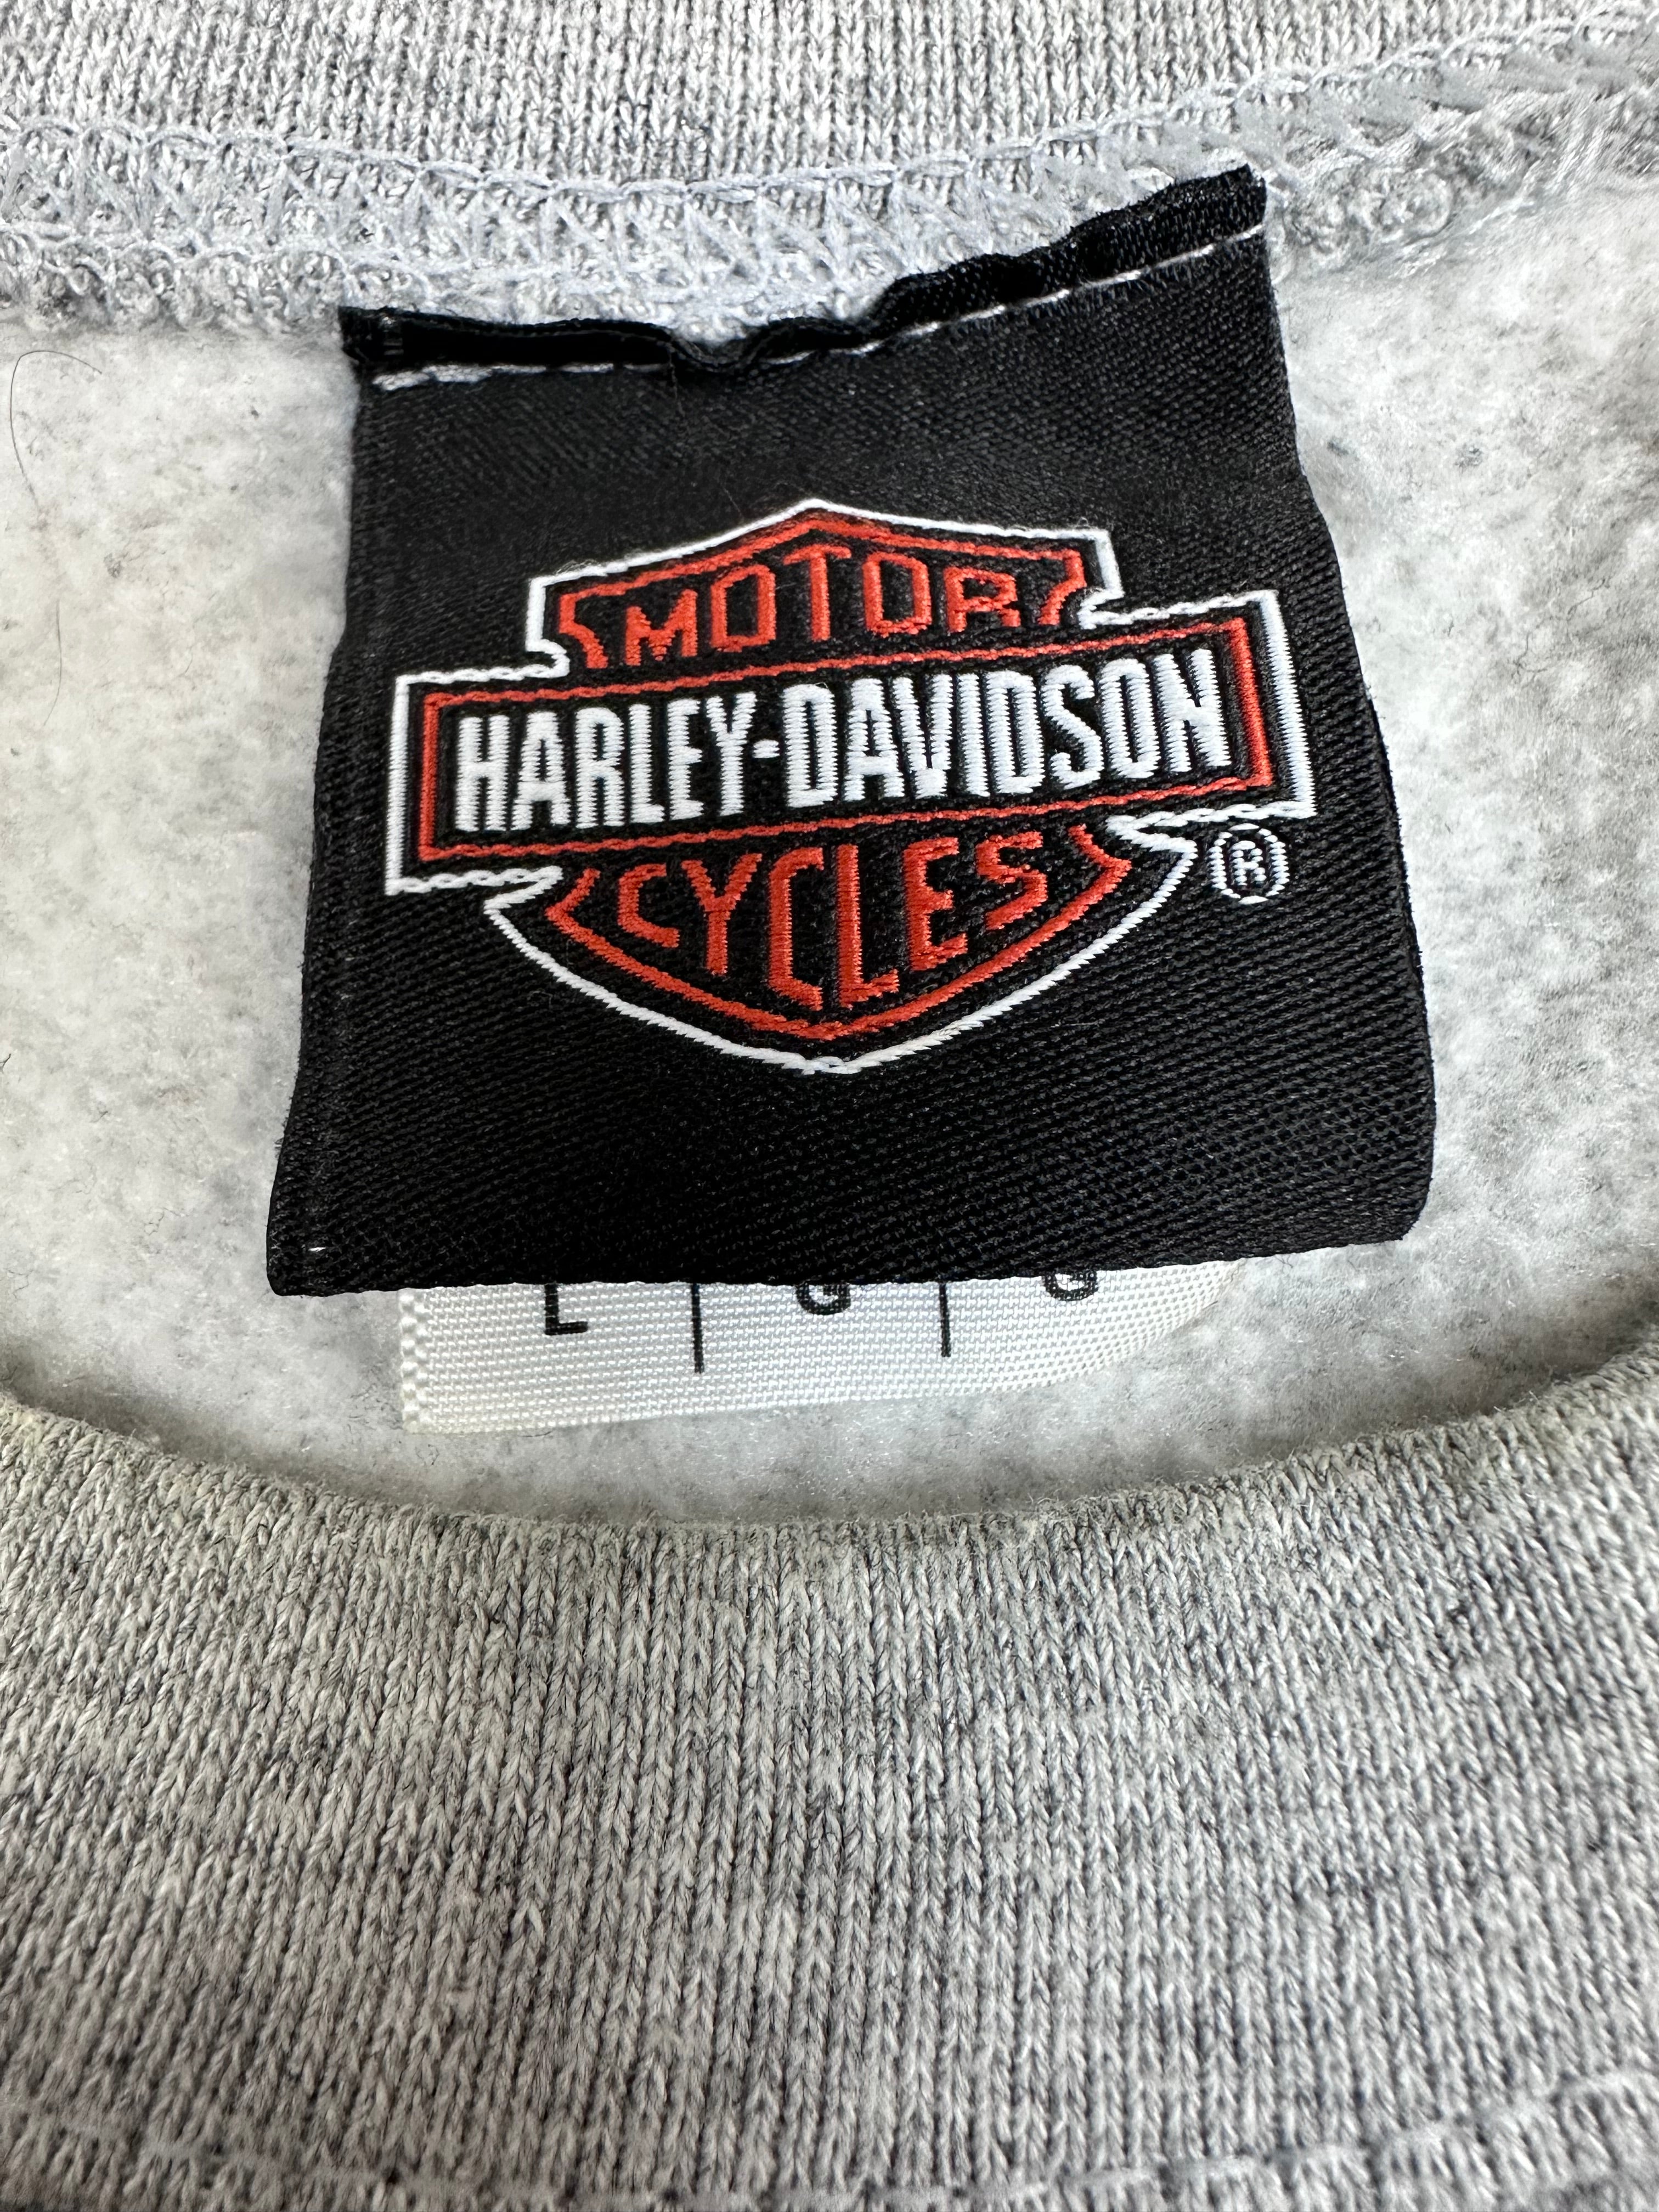 MOTOR
HARLEY-DAVIDSON
CYCLES ®
L | G | G